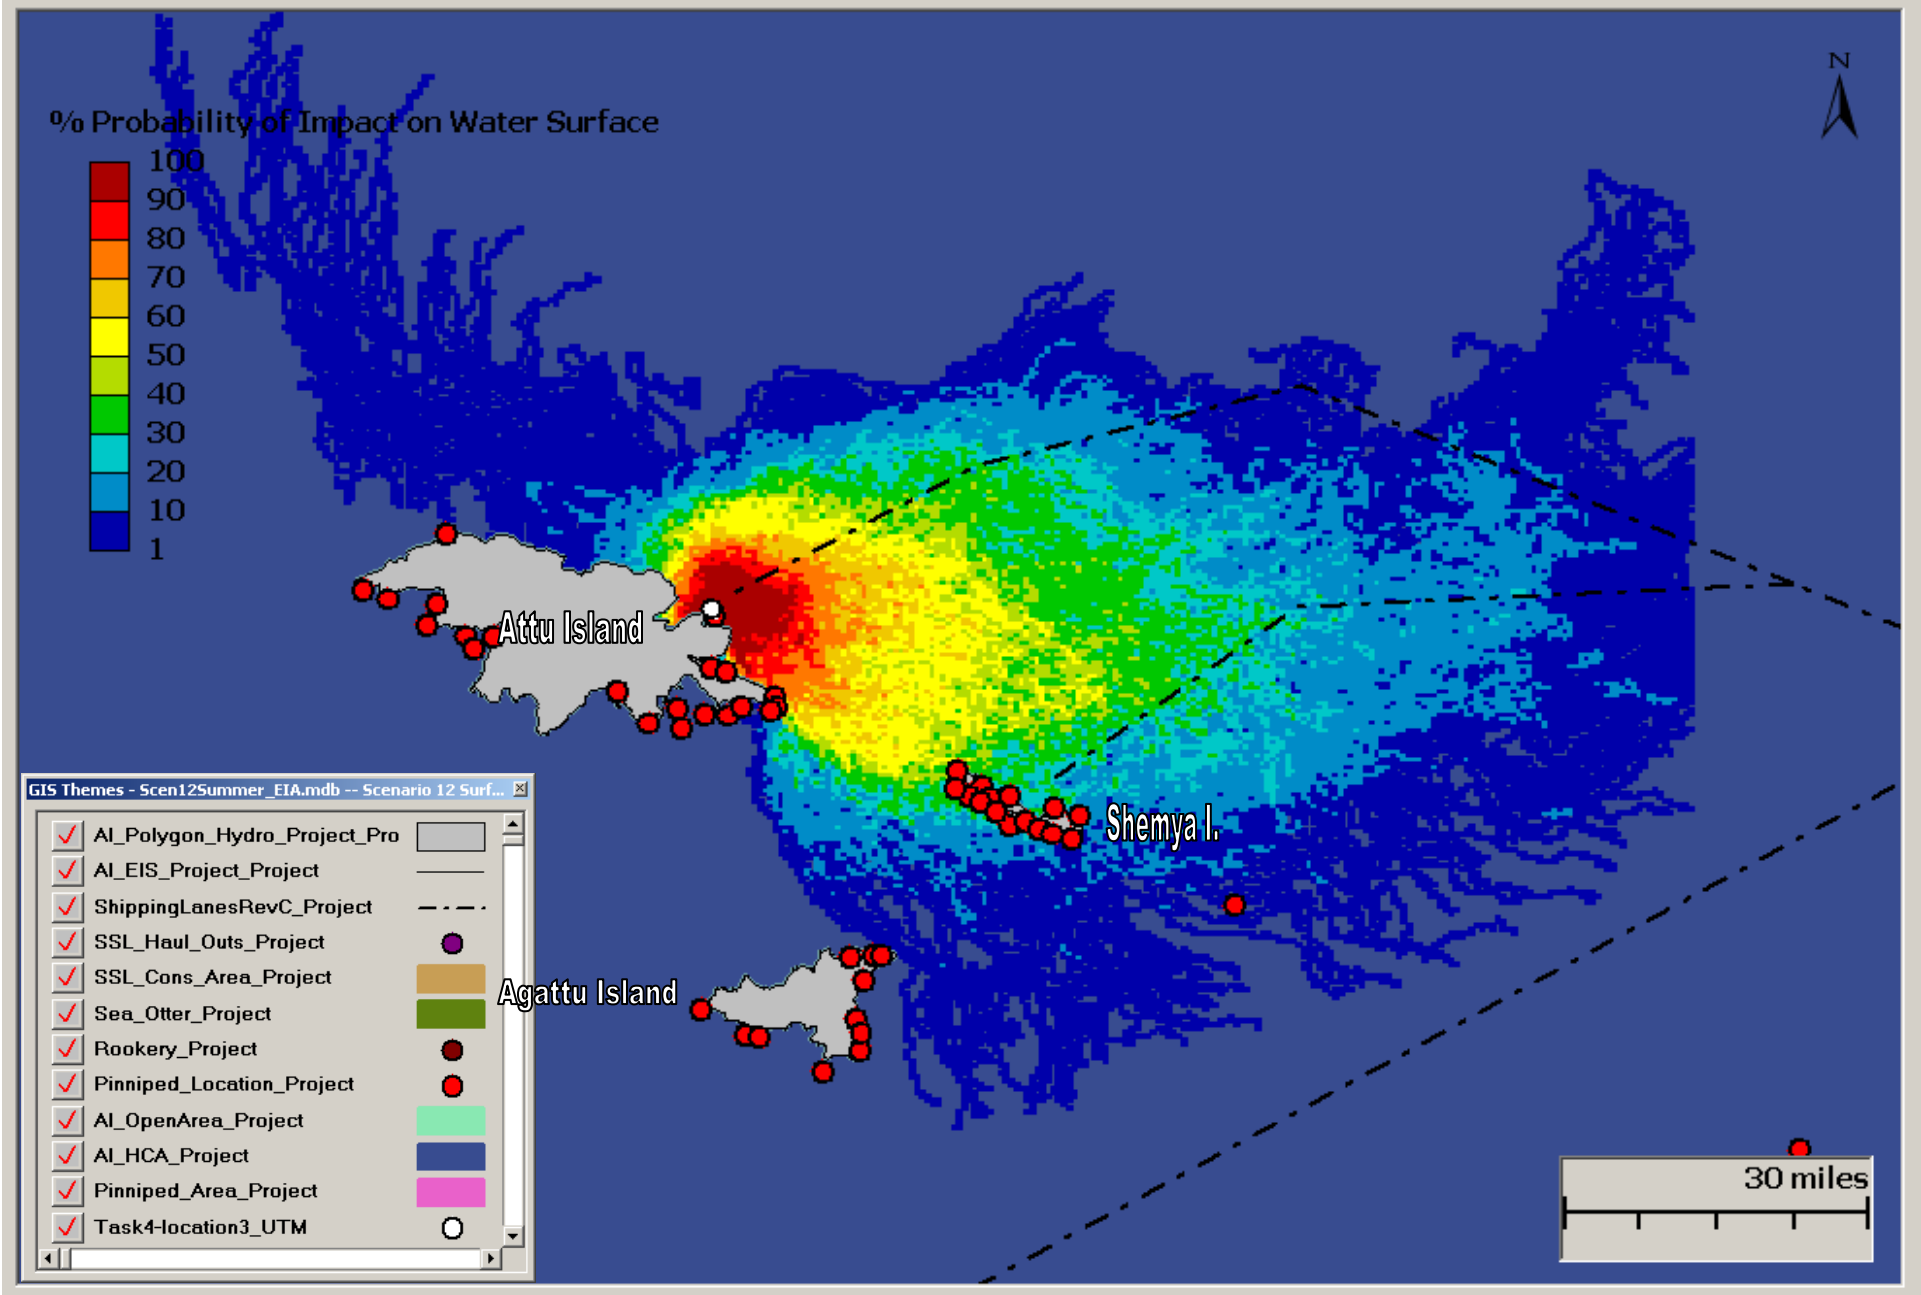 N
% Probability of Impact on Water Surface
100
90
80
70
60
50
40
30
20
10
1
Attu Island
Shemya I.
Agattu Island
GIS Themes - Scen12Summer_EIA.mdb -- Scenario 12 Surf...
AI_Polygon_Hydro_Project_Pro
AI_EIS_Project_Project
ShippingLanesRevC_Project
SSL_Haul_Outs_Project
SSL_Cons_Area_Project
Sea_Otter_Project
Rookery_Project
Pinniped_Location_Project
AI_OpenArea_Project
AI_HCA_Project
Pinniped_Area_Project
Task4-location3_UTM
30 miles